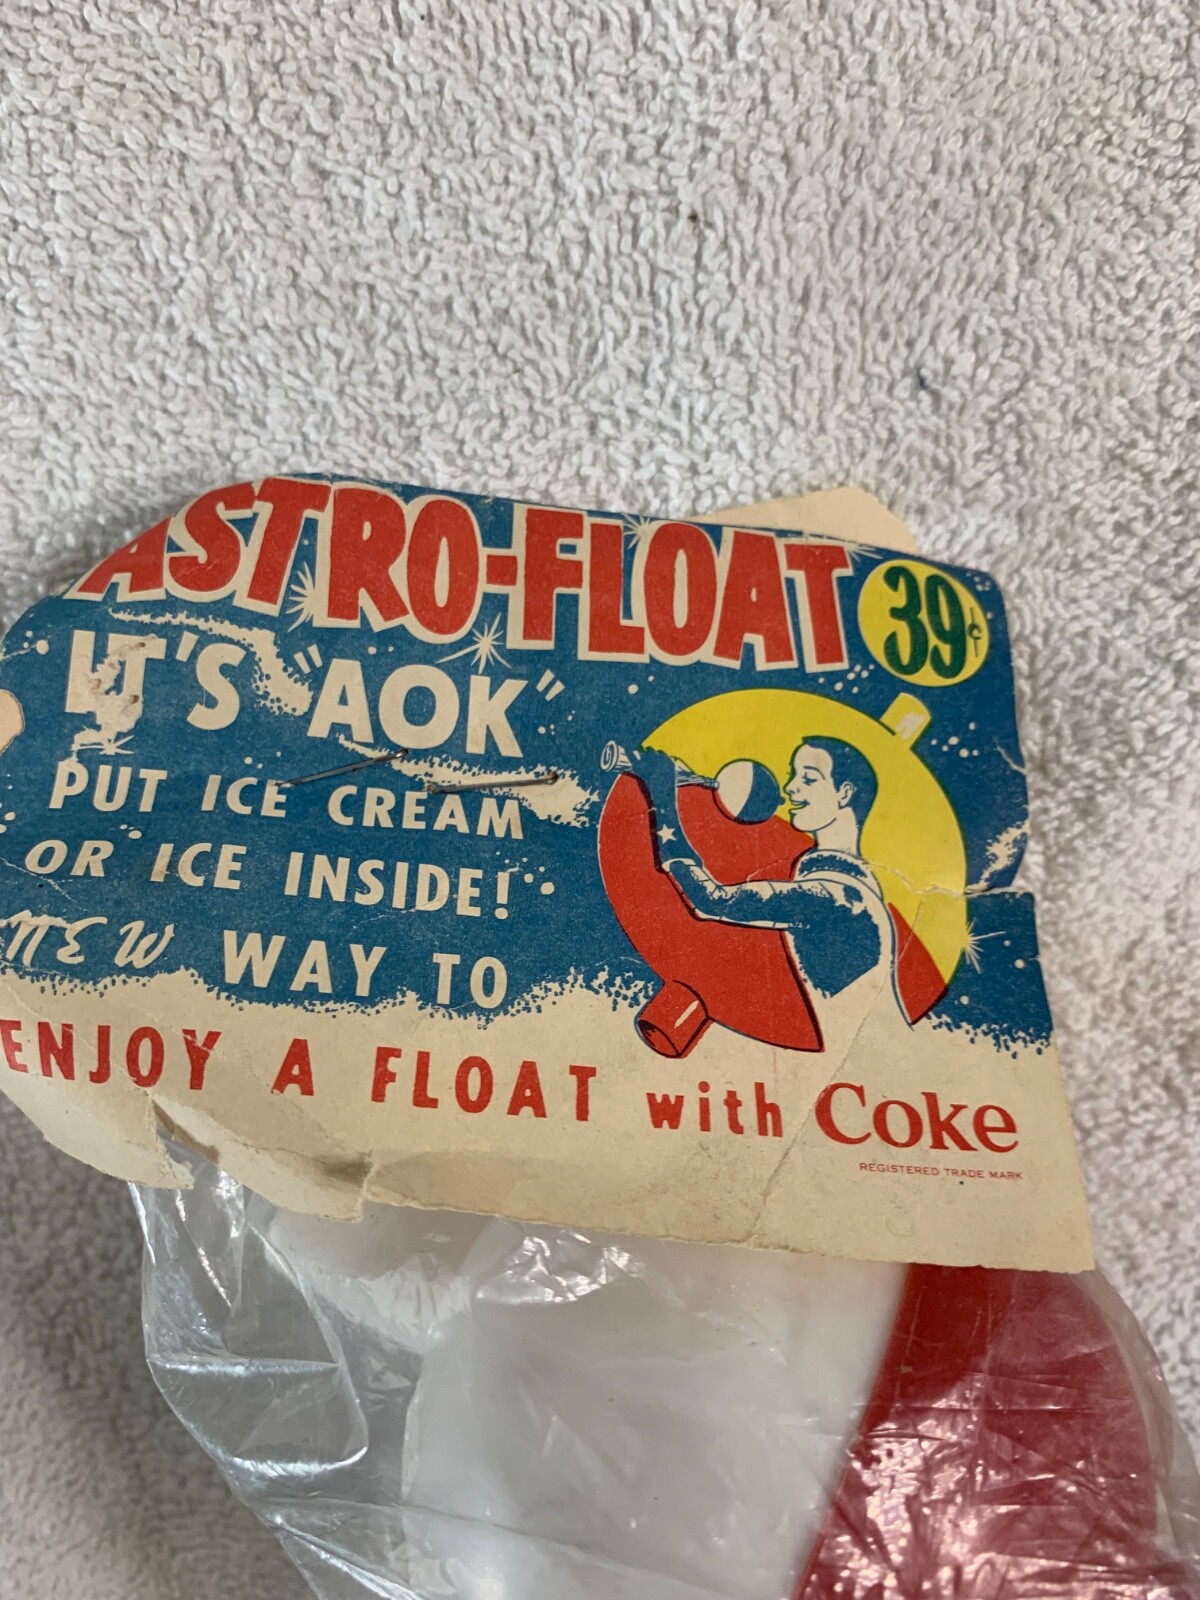 ASTRO-FLOAT
39¢
IT'S "AOK"
PUT ICE CREAM
OR ICE INSIDE!
NEW WAY TO
ENJOY A FLOAT with Coke
REGISTERED TRADE MARK